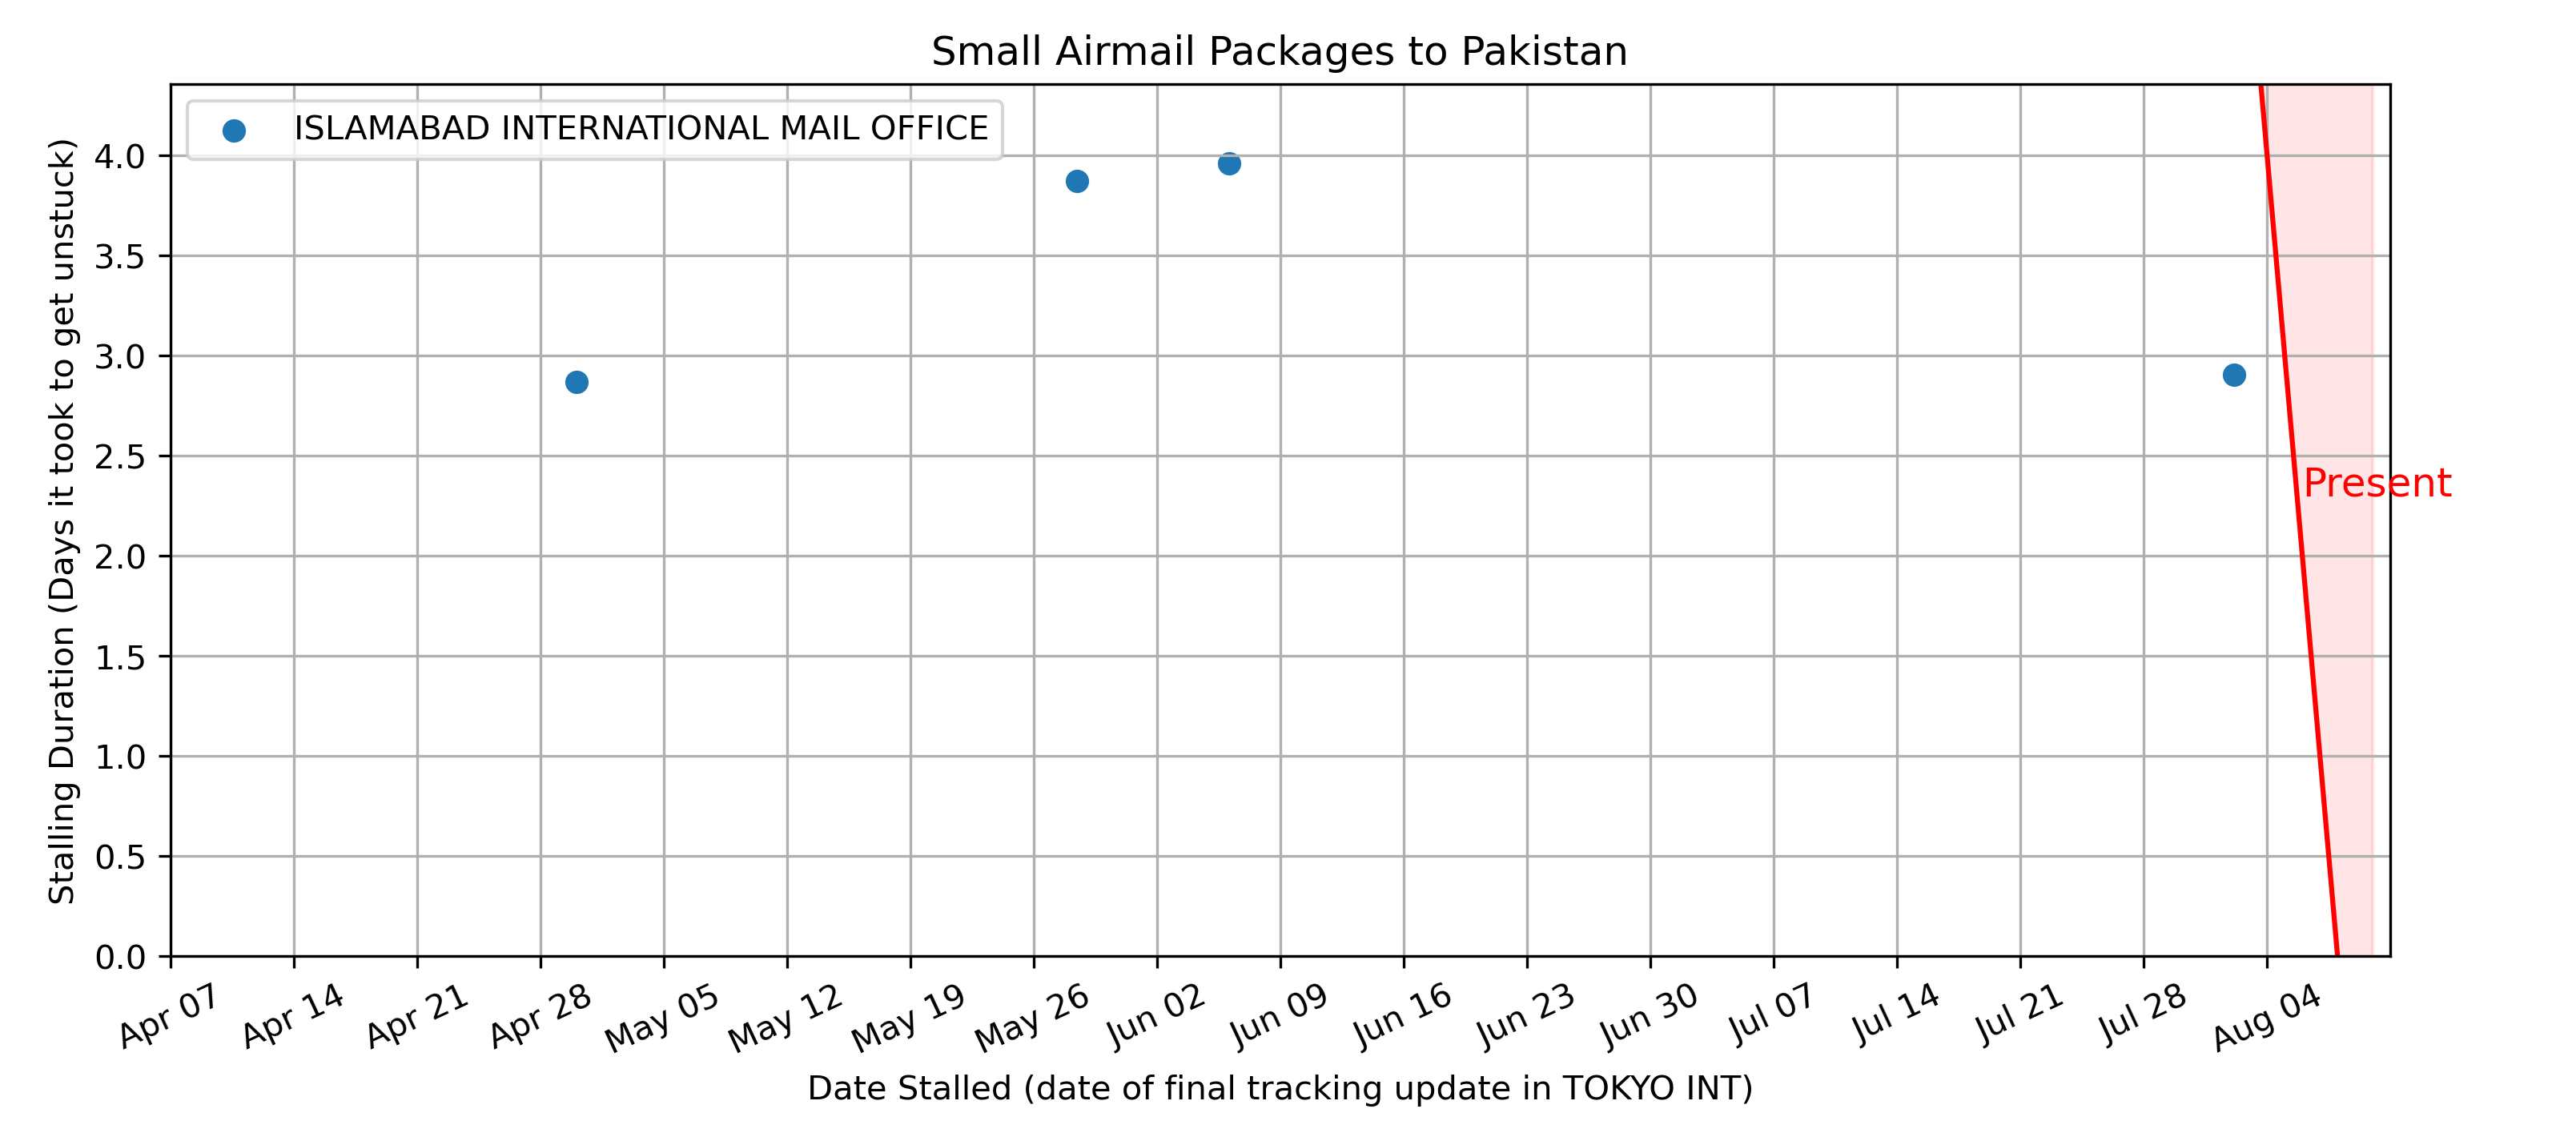 Small Airmail Packages to Pakistan
ISLAMABAD INTERNATIONAL MAIL OFFICE
Stalling Duration (Days it took to get unstuck)
4.0
3.5
3.0
2.5
2.0
1.5
1.0
0.5
0.0
Present
Apr 07
Apr 14
Apr 21
Apr 28
May 05
May 12
May 19
May 26
Jun 02
Jun 09
Jun 16
Jun 23
Jun 30
Jul 07
Jul 14
Jul 21
Jul 28
Aug 04
Date Stalled (date of final tracking update in TOKYO INT)